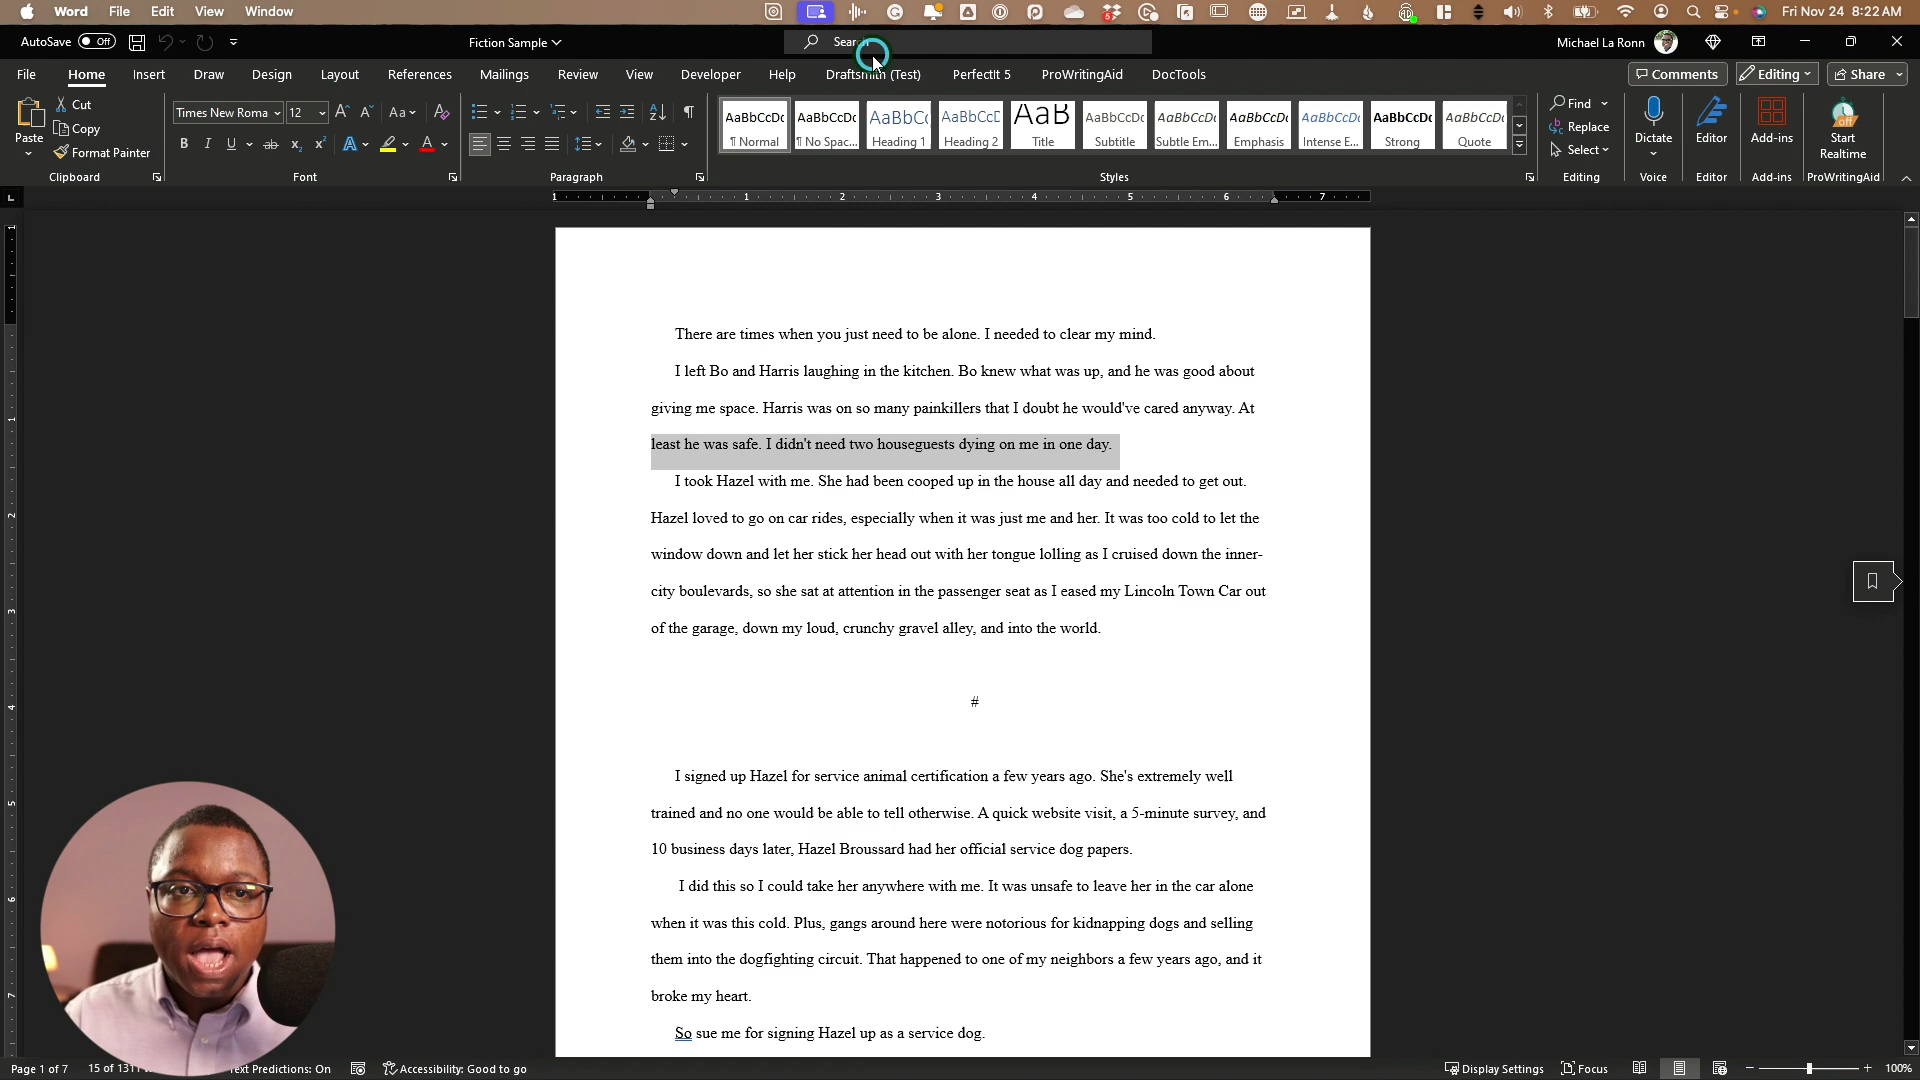 Word File Edit View Window Fri Nov 24 8:22 AM
AutoSave Off Fiction Sample Search Michael La Ronn
File Home Insert Draw Design Layout References Mailings Review View Developer Help Draftsmith (Test) PerfectIt 5 ProWritingAid DocTools Comments Editing Share
Paste Cut Copy Format Painter Clipboard
Times New Roma 12 Aa
B I U ab x₂ x² A A Font
Paragraph
AaBbCcDc AaBbCcDc AaBbCc AaBbCcD AaB AaBbCcDc AaBbCcDc AaBbCcDc AaBbCcDc AaBbCcDc AaBbCcDc
¶ Normal ¶ No Spac... Heading 1 Heading 2 Title Subtitle Subtle Em... Emphasis Intense E... Strong Quote
Styles
Find Replace Select Editing
Dictate Voice
Editor Editor
Add-ins Add-ins
Start Realtime ProWritingAid
1 1 2 3 4 5 6 7
There are times when you just need to be alone. I needed to clear my mind.
I left Bo and Harris laughing in the kitchen. Bo knew what was up, and he was good about
giving me space. Harris was on so many painkillers that I doubt he would've cared anyway. At
least he was safe. I didn't need two houseguests dying on me in one day.
I took Hazel with me. She had been cooped up in the house all day and needed to get out.
Hazel loved to go on car rides, especially when it was just me and her. It was too cold to let the
window down and let her stick her head out with her tongue lolling as I cruised down the inner-
city boulevards, so she sat at attention in the passenger seat as I eased my Lincoln Town Car out
of the garage, down my loud, crunchy gravel alley, and into the world.
#
I signed up Hazel for service animal certification a few years ago. She's extremely well
trained and no one would be able to tell otherwise. A quick website visit, a 5-minute survey, and
10 business days later, Hazel Broussard had her official service dog papers.
I did this so I could take her anywhere with me. It was unsafe to leave her in the car alone
when it was this cold. Plus, gangs around here were notorious for kidnapping dogs and selling
them into the dogfighting circuit. That happened to one of my neighbors a few years ago, and it
broke my heart.
So sue me for signing Hazel up as a service dog.
Page 1 of 7 15 of 1311 Text Predictions: On Accessibility: Good to go Display Settings Focus 100%